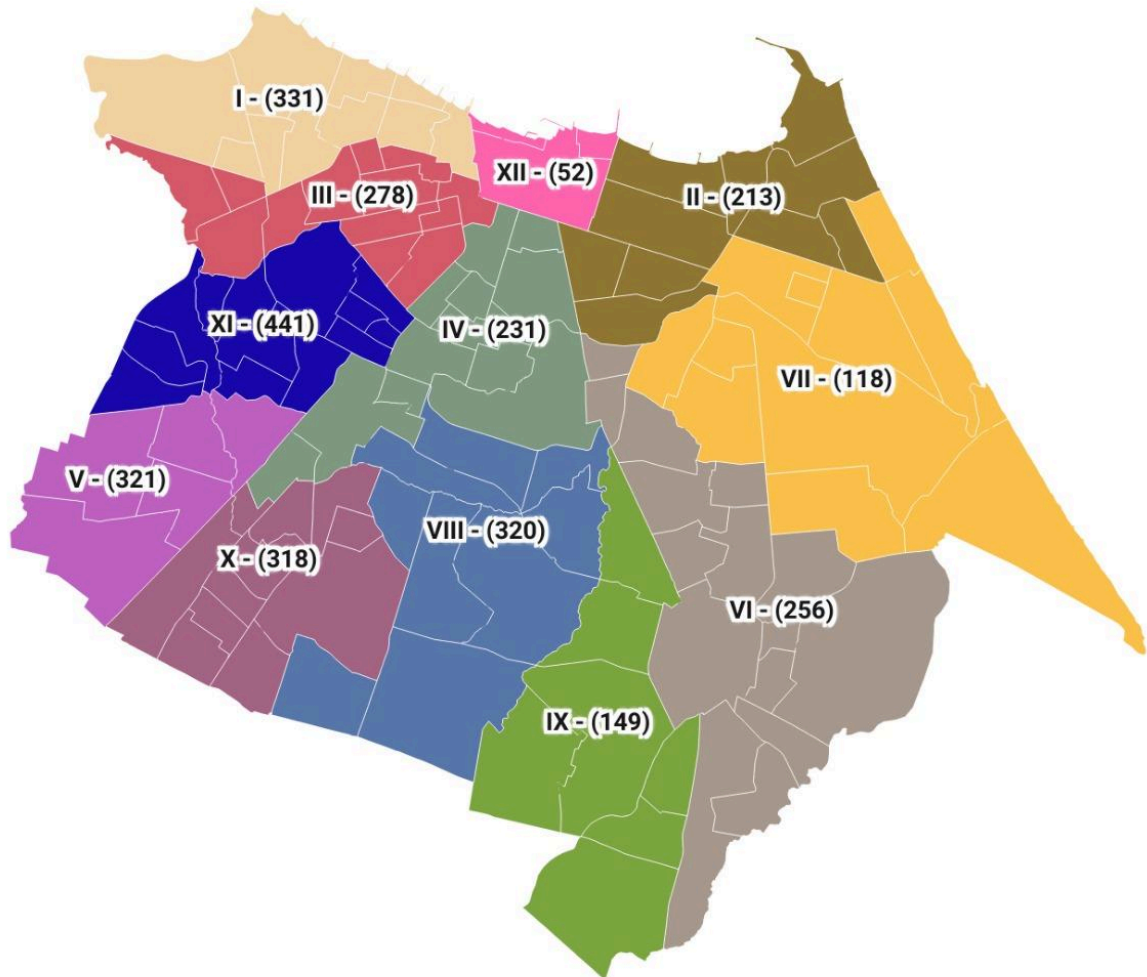 I - (331)
XII - (52)
III - (278)
II - (213)
XI - (441)
IV - (231)
VII - (118)
V - (321)
VIII - (320)
X - (318)
VI - (256)
IX - (149)